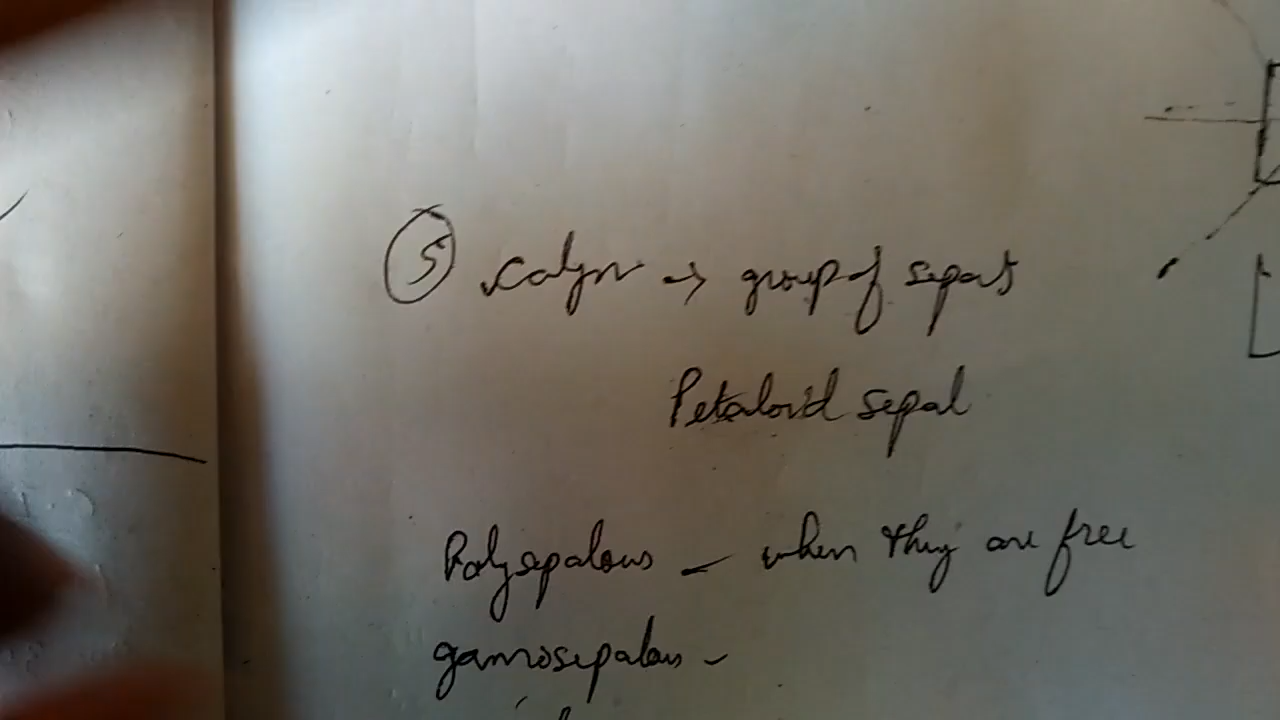 ⑤ Calyx → group of sepals
Petaloid sepal
Polysepalous – when they are free
gamosepalous –